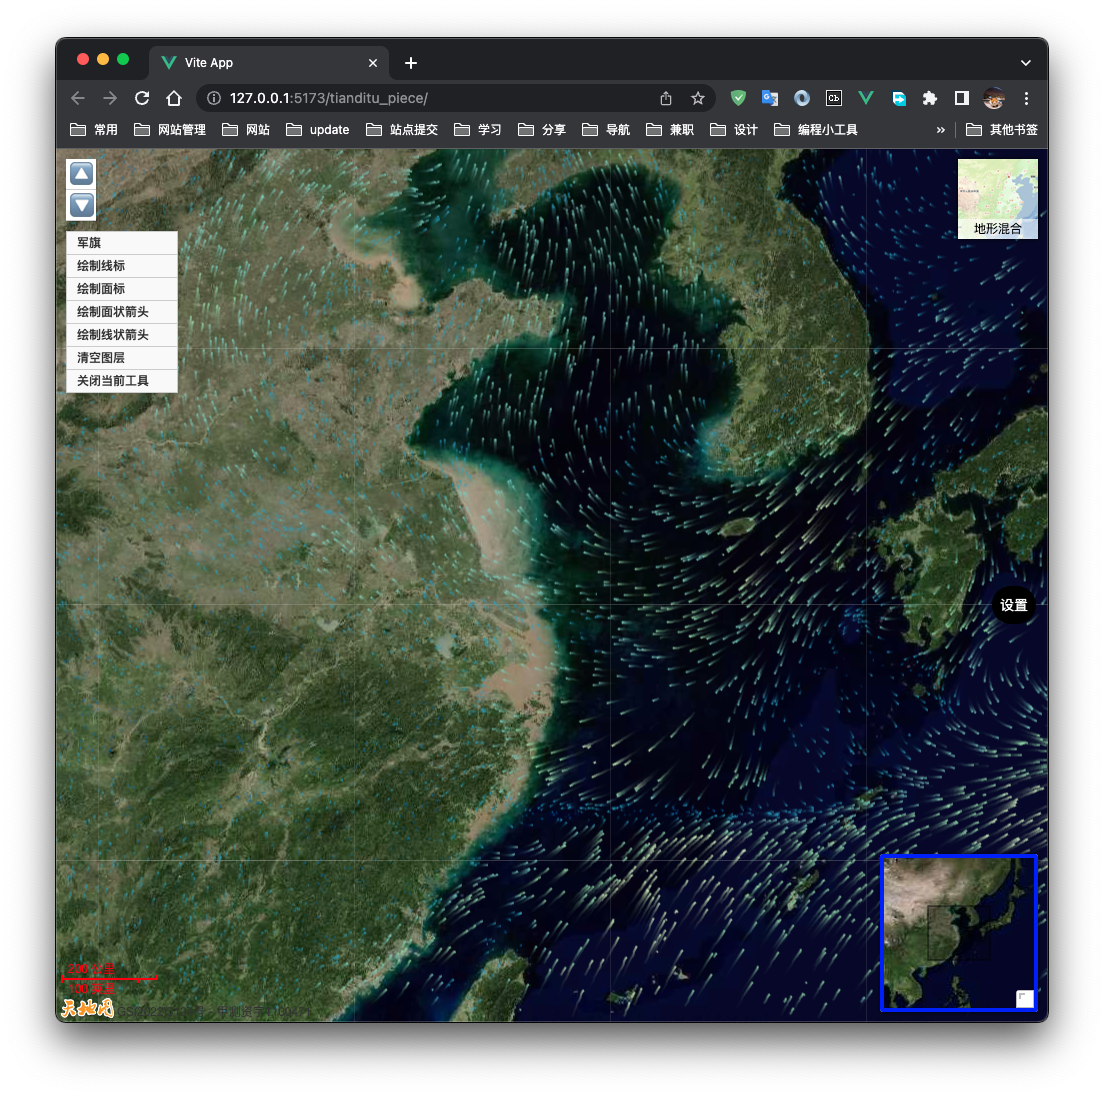 Vite App
127.0.0.1:5173/tianditu_piece/
常用 网站管理 网站 update 站点提交 学习 分享 导航 兼职 设计 编程小工具 » 其他书签
军旗
绘制线标
绘制面标
绘制面状箭头
绘制线状箭头
清空图层
关闭当前工具
地形混合
设置
200 公里
100 英里
天地图